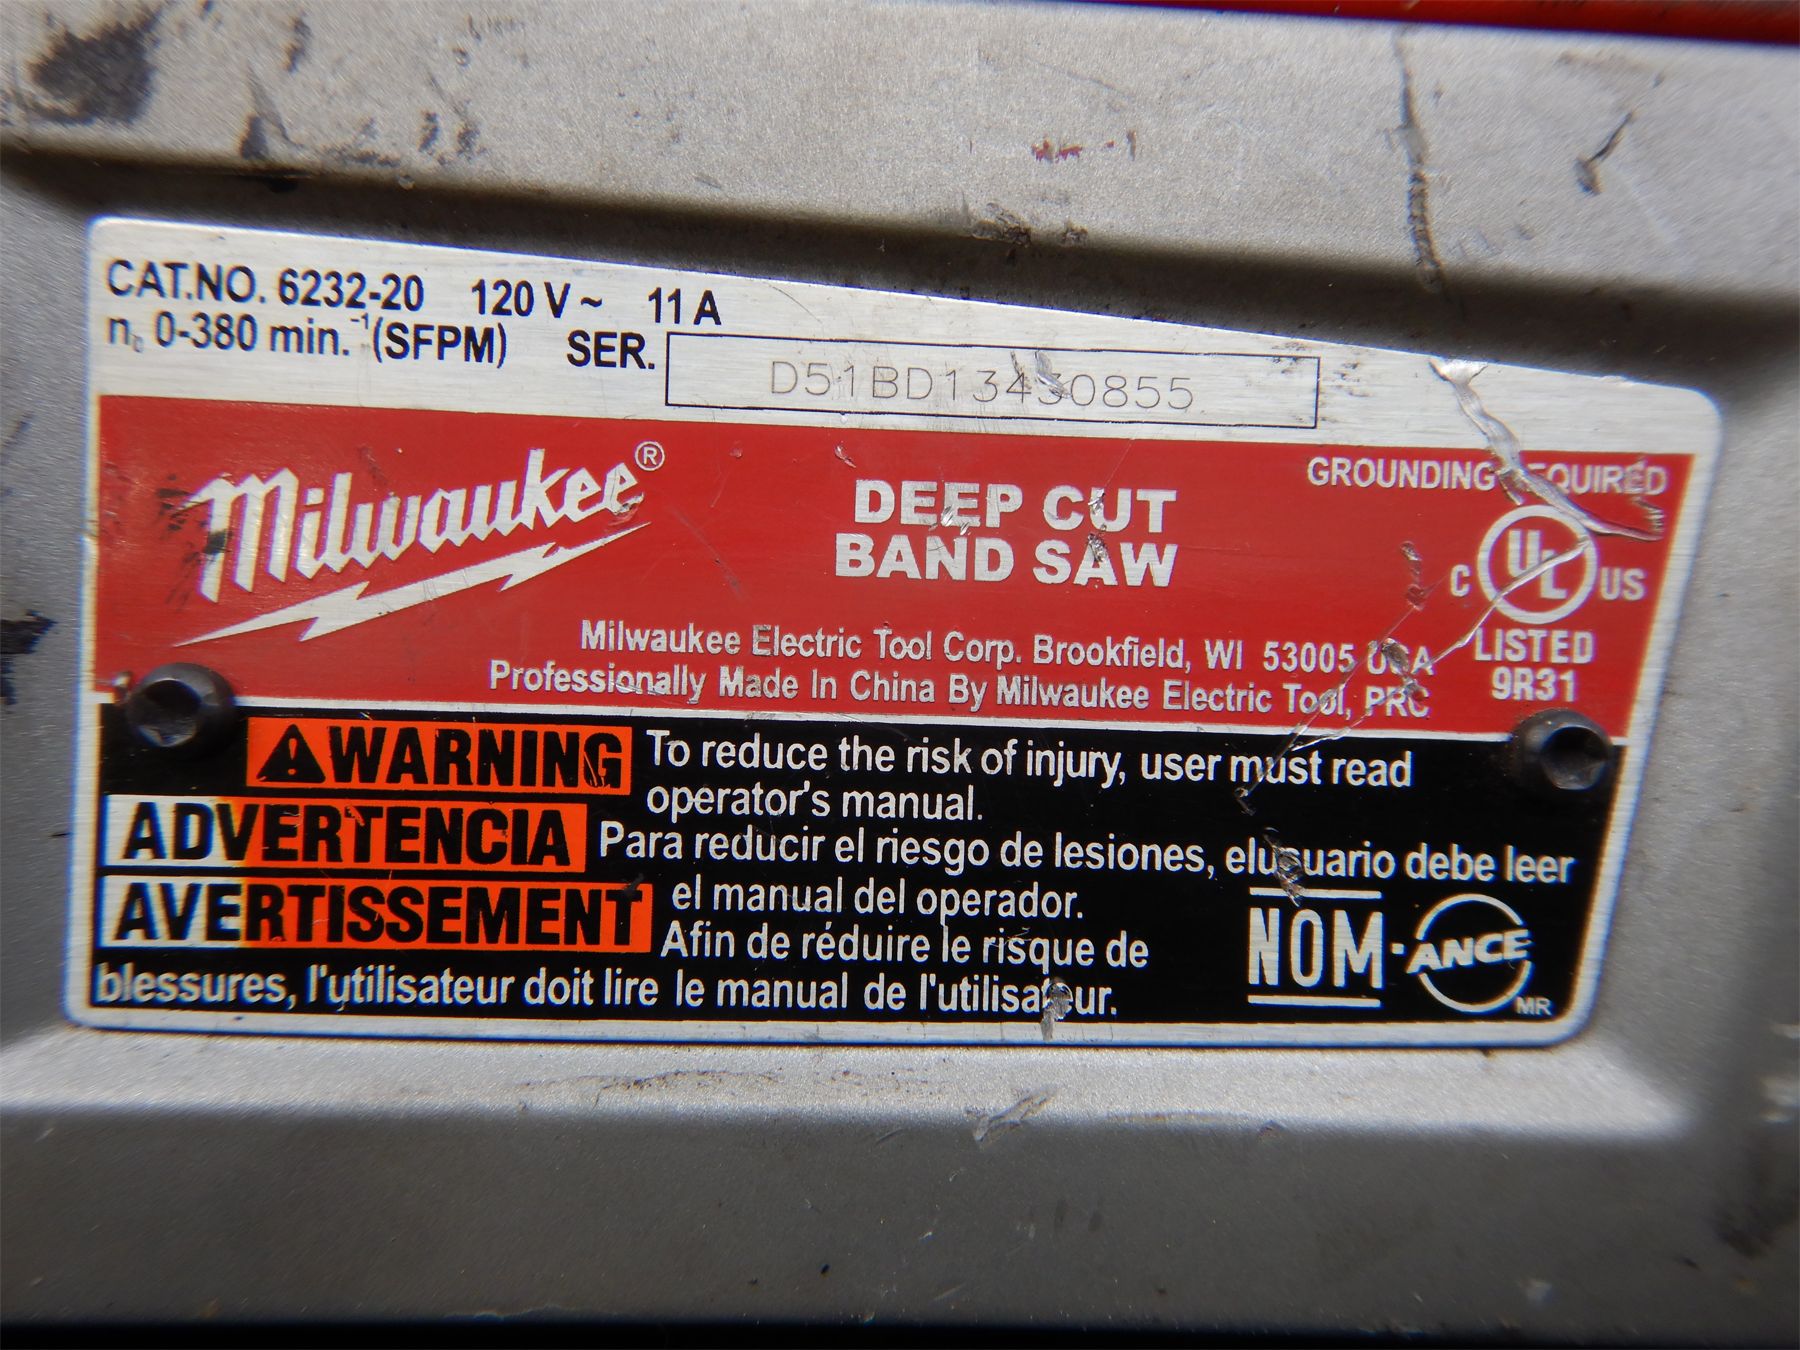 CAT.NO. 6232-20 120 V ~ 11 A
n₀ 0-380 min.⁻¹ (SFPM) SER.
Milwaukee®
DEEP CUT
BAND SAW
GROUNDING REQUIRED
C UL US
LISTED
9R31
Milwaukee Electric Tool Corp. Brookfield, WI 53005 USA
Professionally Made In China By Milwaukee Electric Tool, PRC
WARNING To reduce the risk of injury, user must read
operator's manual.
ADVERTENCIA Para reducir el riesgo de lesiones, el usuario debe leer
el manual del operador.
AVERTISSEMENT Afin de réduire le risque de
blessures, l'utilisateur doit lire le manual de l'utilisateur.
NOM-ANCE
MR